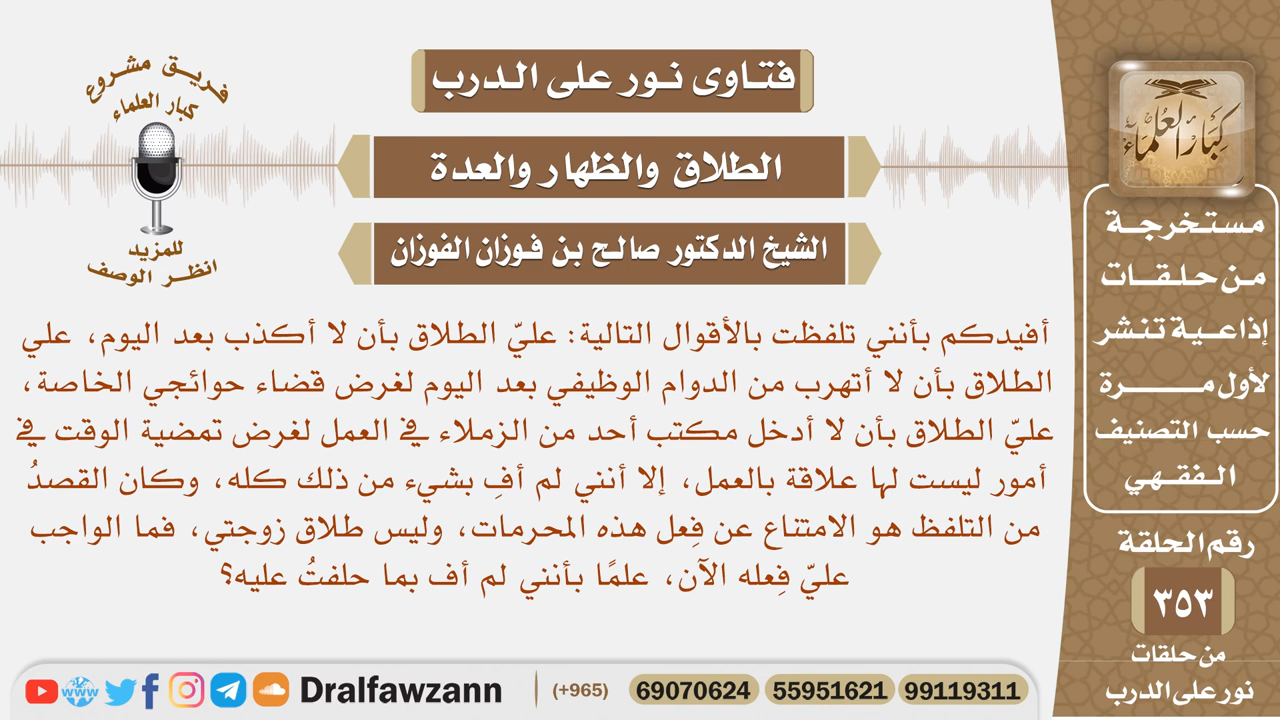 فتاوى نور على الدرب
الطلاق والظهار والعدة
الشيخ الدكتور صالح بن فوزان الفوزان
فريق مشروع
كبار العلماء
للمزيد
انظر الوصف
أفيدكم بأنني تلفظت بالأقوال التالية: عليّ الطلاق بأن لا أكذب بعد اليوم، علي
الطلاق بأن لا أتهرب من الدوام الوظيفي بعد اليوم لغرض قضاء حوائجي الخاصة،
عليّ الطلاق بأن لا أدخل مكتب أحد من الزملاء في العمل لغرض تمضية الوقت في
أمور ليست لها علاقة بالعمل، إلا أنني لم أفِ بشيء من ذلك كله، وكان القصدُ
من التلفظ هو الامتناع عن فِعل هذه المحرمات، وليس طلاق زوجتي، فما الواجب
عليّ فِعله الآن، علمًا بأنني لم أف بما حلفتُ عليه؟
كبار العلماء
مستخرجة
من حلقات
إذاعية تنشر
لأول مرة
حسب التصنيف
الفقهي
رقم الحلقة
٣٥٣
من حلقات
نور على الدرب
www
Dralfawzann
(+965) 69070624 55951621 99119311